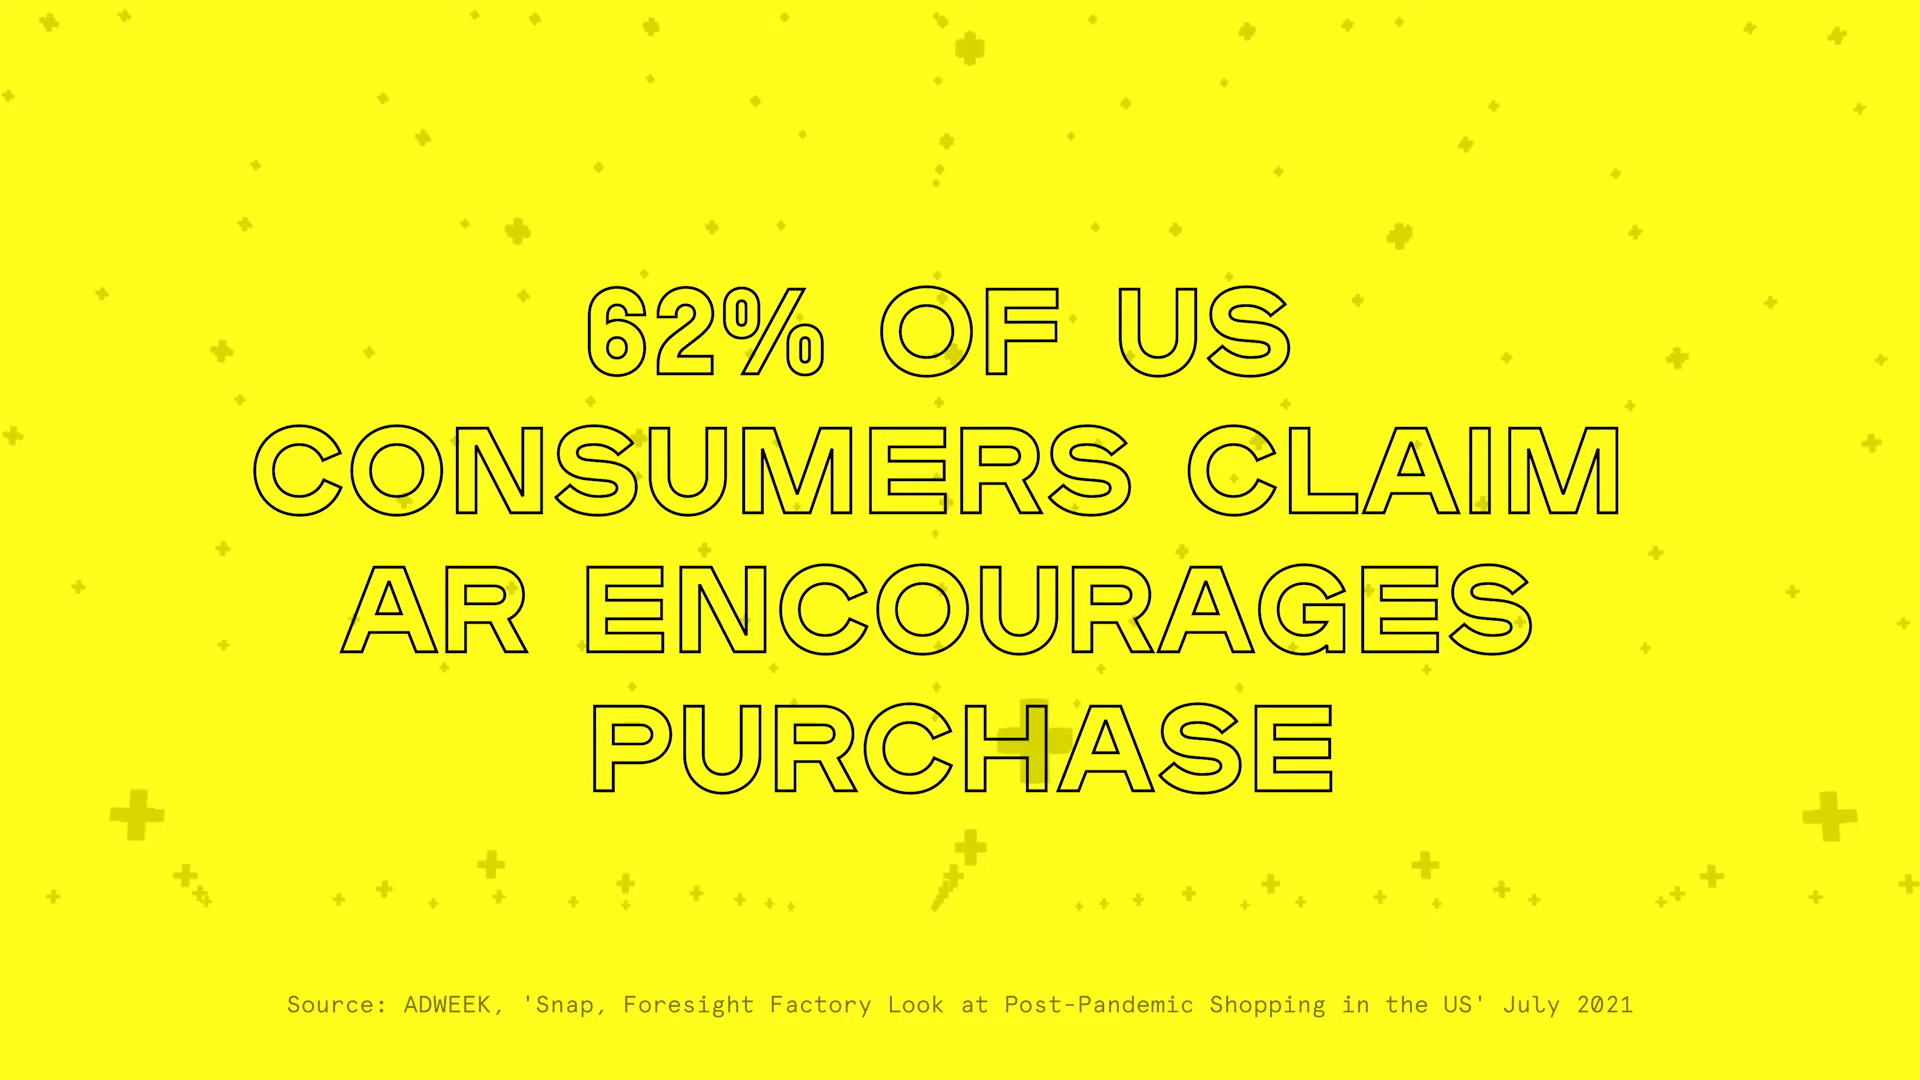 62% OF US
CONSUMERS CLAIM
AR ENCOURAGES
PURCHASE
Source: ADWEEK, 'Snap, Foresight Factory Look at Post-Pandemic Shopping in the US' July 2021